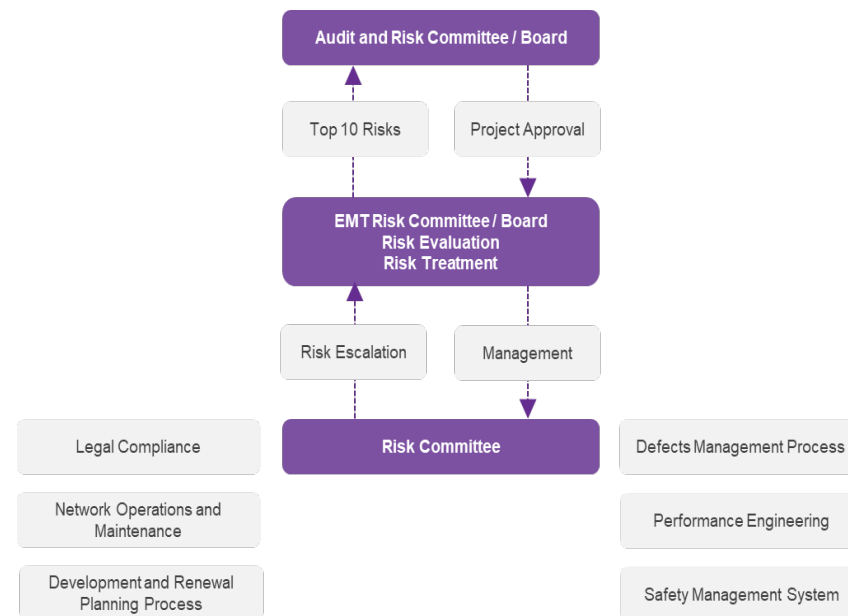 Audit and Risk Committee / Board
Top 10 Risks
Project Approval
EMT Risk Committee / Board
Risk Evaluation
Risk Treatment
Risk Escalation
Management
Legal Compliance
Risk Committee
Defects Management Process
Network Operations and
Maintenance
Performance Engineering
Development and Renewal
Planning Process
Safety Management System